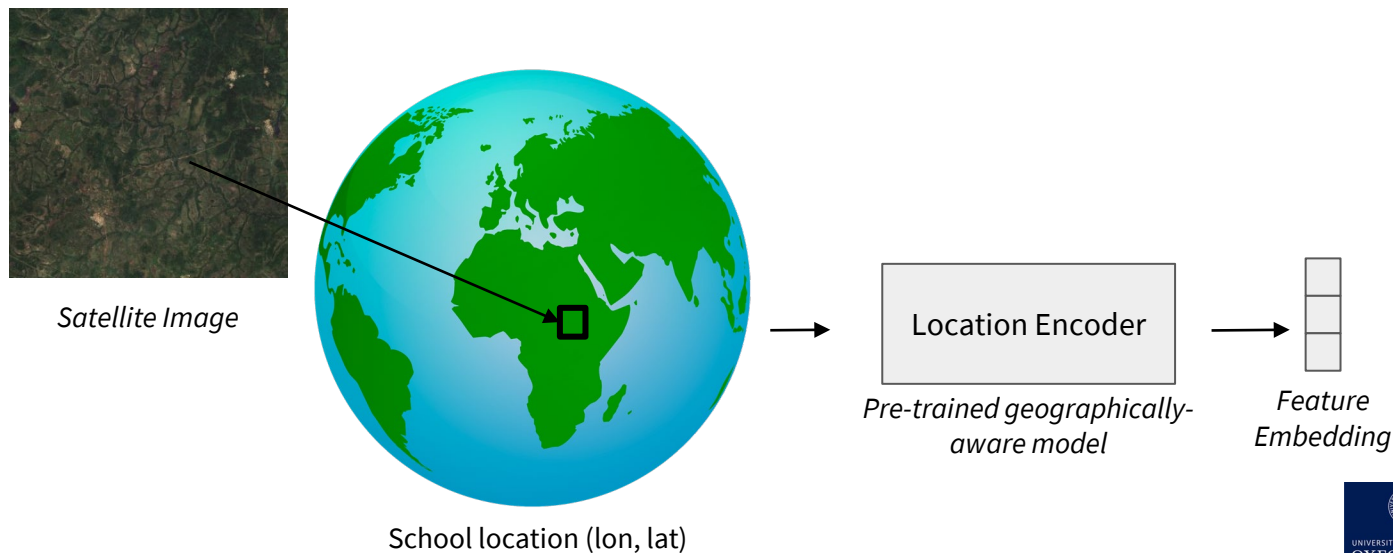 Satellite Image
School location (lon, lat)
Location Encoder
Pre-trained geographically-
aware model
Feature
Embedding